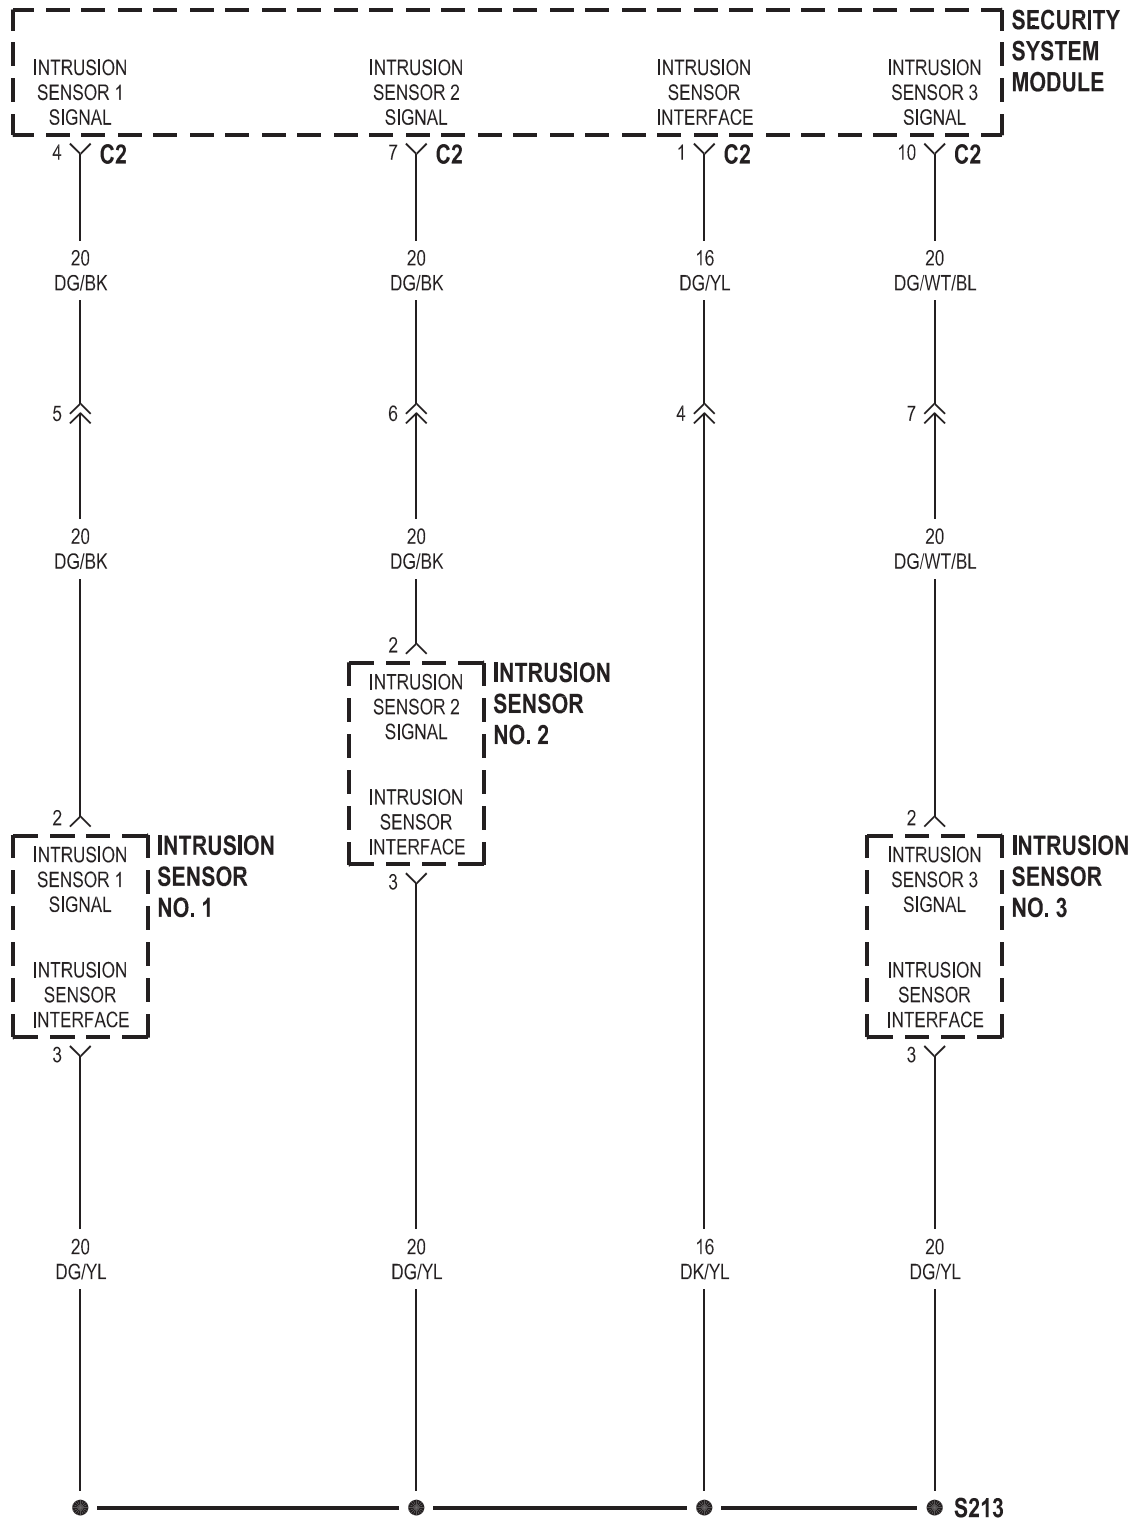 SECURITY
SYSTEM
MODULE
INTRUSION
SENSOR 1
SIGNAL
INTRUSION
SENSOR 2
SIGNAL
INTRUSION
SENSOR
INTERFACE
INTRUSION
SENSOR 3
SIGNAL
4 C2
7 C2
1 C2
10 C2
20
DG/BK
20
DG/BK
16
DG/YL
20
DG/WT/BL
5
6
4
7
20
DG/BK
20
DG/BK
20
DG/WT/BL
2
INTRUSION
SENSOR 2
SIGNAL
INTRUSION
SENSOR
INTERFACE
INTRUSION
SENSOR
NO. 2
3
2
INTRUSION
SENSOR 1
SIGNAL
INTRUSION
SENSOR
INTERFACE
INTRUSION
SENSOR
NO. 1
3
2
INTRUSION
SENSOR 3
SIGNAL
INTRUSION
SENSOR
INTERFACE
INTRUSION
SENSOR
NO. 3
3
20
DG/YL
20
DG/YL
16
DK/YL
20
DG/YL
S213